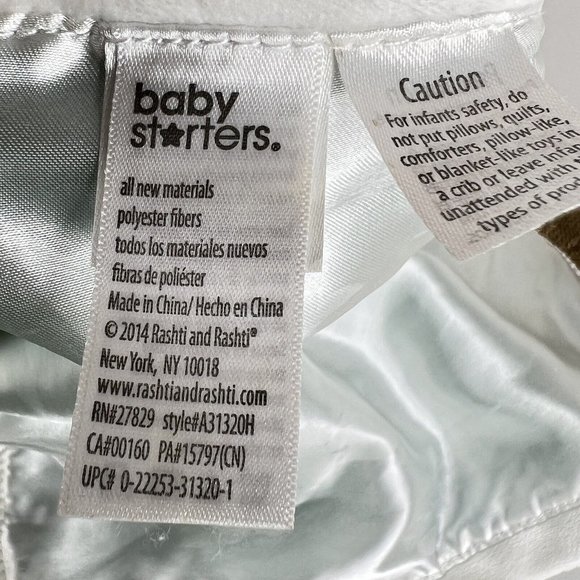 baby
starters®
all new materials
polyester fibers
todos los materiales nuevos
fibras de poliéster
Made in China/ Hecho en China
© 2014 Rashti and Rashti®
New York, NY 10018
www.rashtiandrashti.com
RN#27829 style#A31320H
CA#00160 PA#15797(CN)
UPC# 0-22253-31320-1
Caution
For infants safety, do
not put pillows, quilts,
comforters, pillow-like,
or blanket-like toys in
a crib or leave infant
unattended with
types of